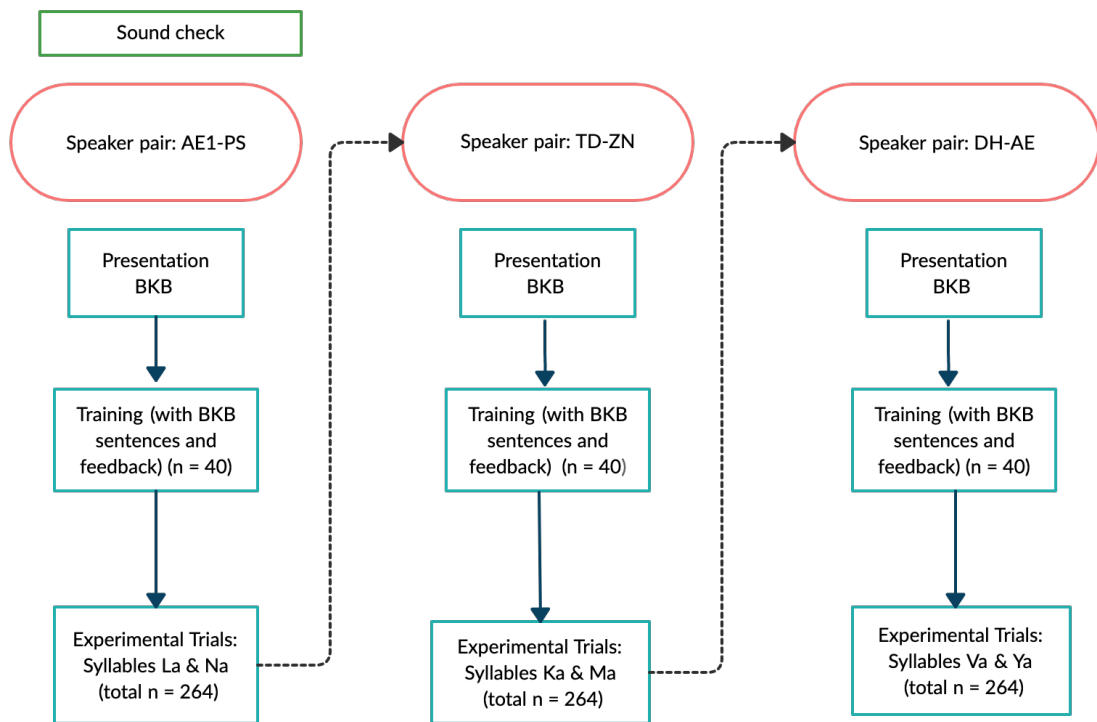 Sound check
Speaker pair: AE1-PS
Presentation
BKB
Training (with BKB
sentences and
feedback) (n = 40)
Experimental Trials:
Syllables La & Na
(total n = 264)
Speaker pair: TD-ZN
Presentation
BKB
Training (with BKB
sentences and
feedback) (n = 40)
Experimental Trials:
Syllables Ka & Ma
(total n = 264)
Speaker pair: DH-AE
Presentation
BKB
Training (with BKB
sentences and
feedback) (n = 40)
Experimental Trials:
Syllables Va & Ya
(total n = 264)